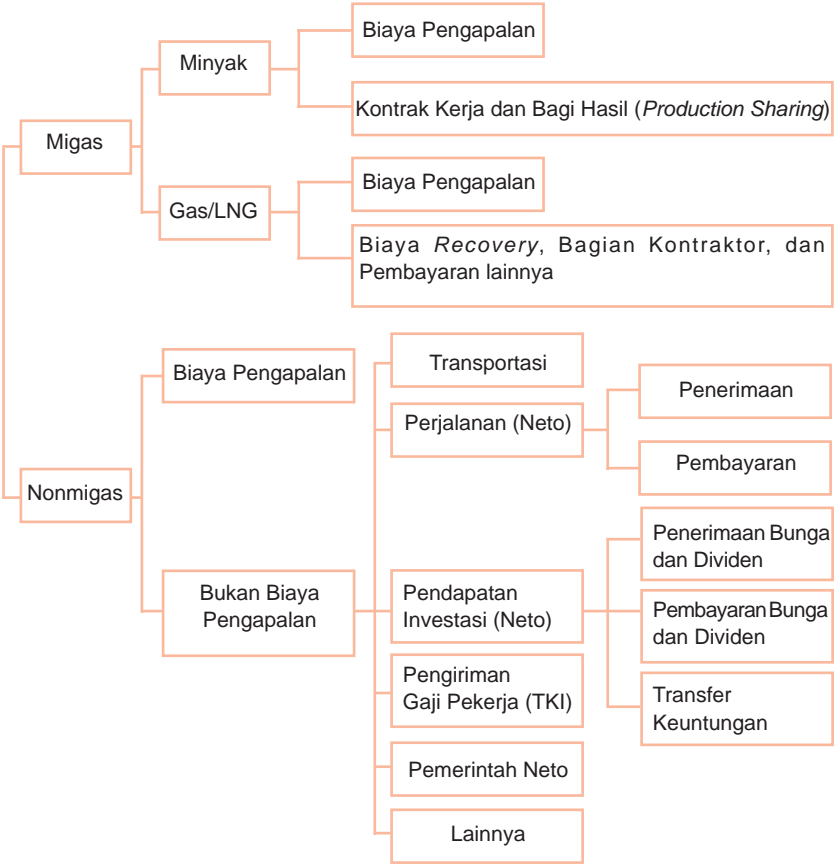 Migas
Minyak
Biaya Pengapalan
Kontrak Kerja dan Bagi Hasil (Production Sharing)
Gas/LNG
Biaya Pengapalan
Biaya Recovery, Bagian Kontraktor, dan
Pembayaran lainnya
Nonmigas
Biaya Pengapalan
Bukan Biaya
Pengapalan
Transportasi
Perjalanan (Neto)
Penerimaan
Pembayaran
Pendapatan
Investasi (Neto)
Penerimaan Bunga
dan Dividen
Pembayaran Bunga
dan Dividen
Transfer
Keuntungan
Pengiriman
Gaji Pekerja (TKI)
Pemerintah Neto
Lainnya